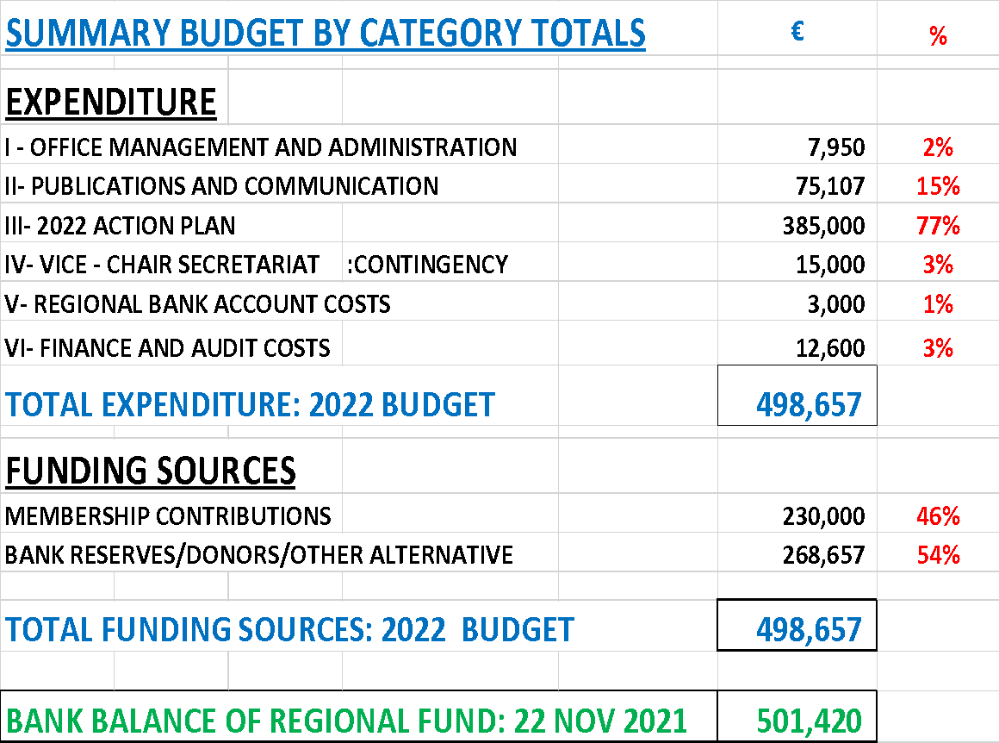 SUMMARY BUDGET BY CATEGORY TOTALS € %
EXPENDITURE
I - OFFICE MANAGEMENT AND ADMINISTRATION 7,950 2%
II- PUBLICATIONS AND COMMUNICATION 75,107 15%
III- 2022 ACTION PLAN 385,000 77%
IV- VICE - CHAIR SECRETARIAT :CONTINGENCY 15,000 3%
V- REGIONAL BANK ACCOUNT COSTS 3,000 1%
VI- FINANCE AND AUDIT COSTS 12,600 3%
TOTAL EXPENDITURE: 2022 BUDGET 498,657
FUNDING SOURCES
MEMBERSHIP CONTRIBUTIONS 230,000 46%
BANK RESERVES/DONORS/OTHER ALTERNATIVE 268,657 54%
TOTAL FUNDING SOURCES: 2022 BUDGET 498,657
BANK BALANCE OF REGIONAL FUND: 22 NOV 2021 501,420